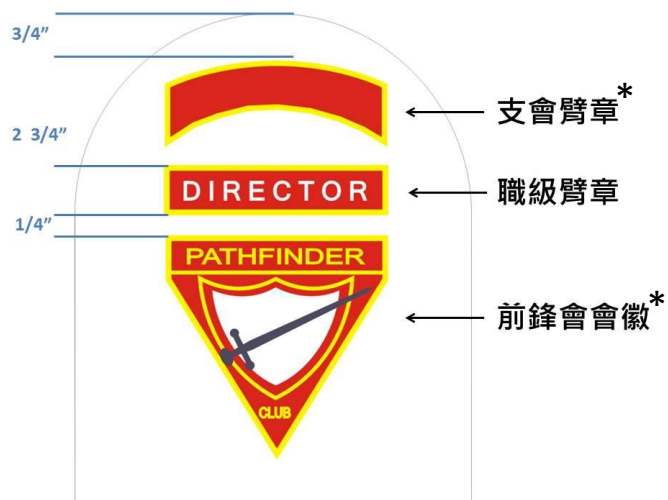 3/4”
支會臂章*
2 3/4”
DIRECTOR
職級臂章
1/4”
PATHFINDER
前鋒會會徽*
CLUB